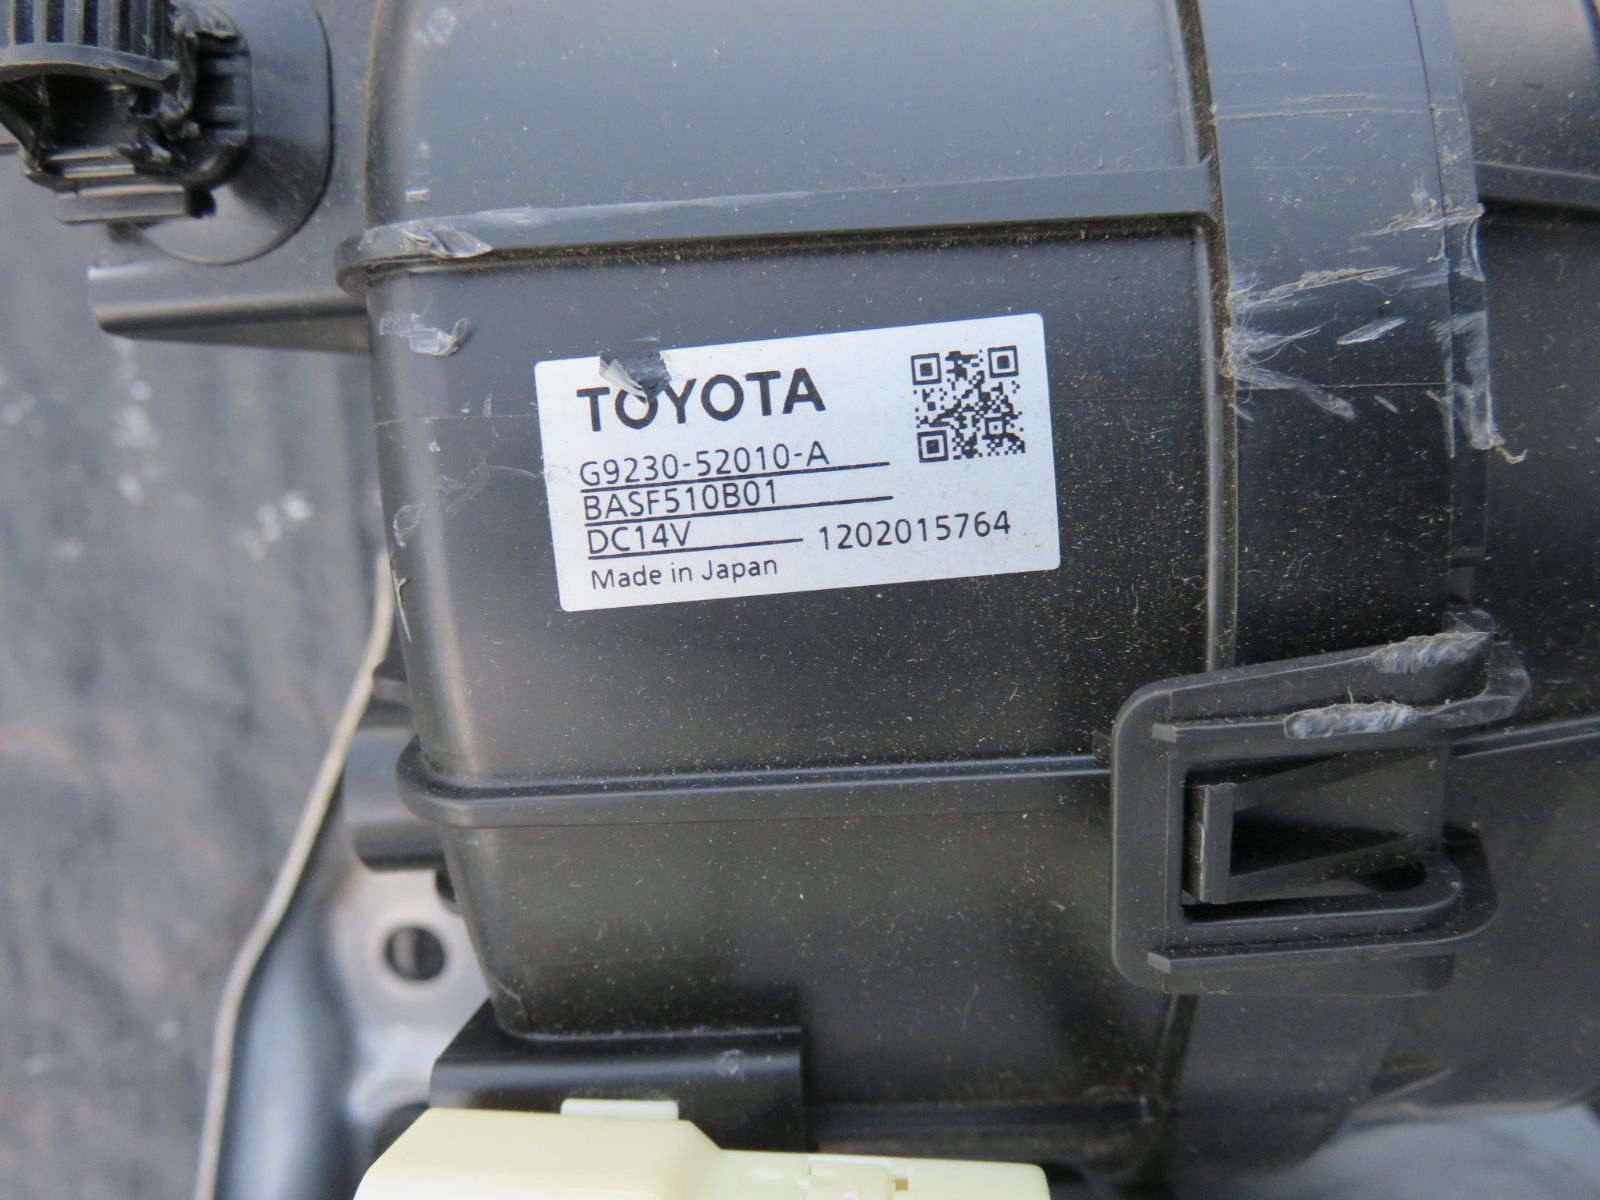 TOYOTA
G9230-52010-A
BASF510B01
DC14V 1202015764
Made in Japan